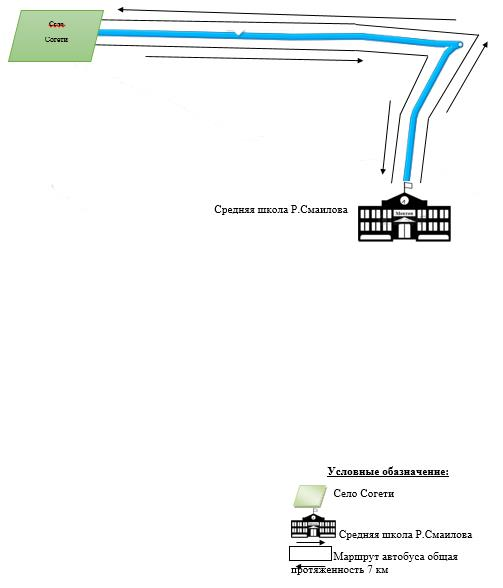 Село
Согети
Средняя школа Р.Смаилова
Мектеп
Условные обазначение:
Село Согети
Средняя школа Р.Смаилова
Маршрут автобуса общая
протяженность 7 км